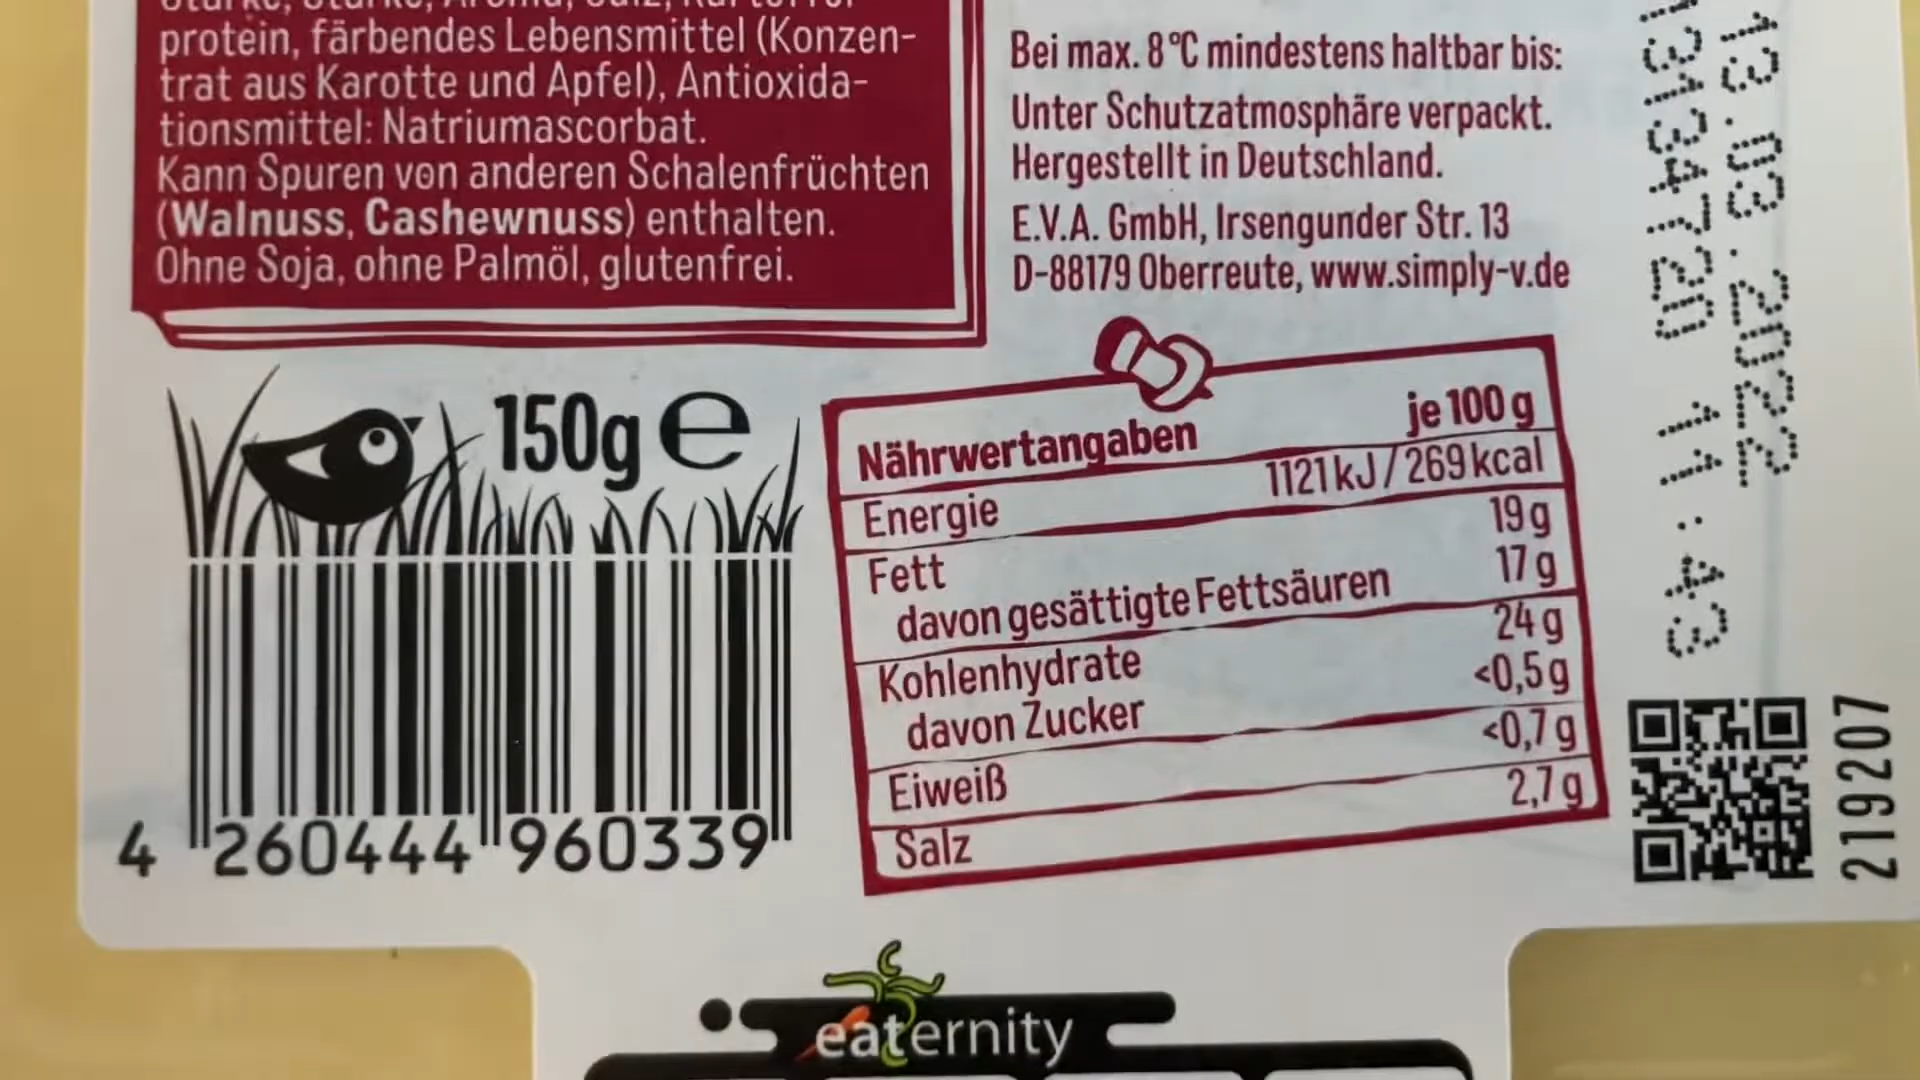 protein, färbendes Lebensmittel (Konzen-
trat aus Karotte und Apfel), Antioxida-
tionsmittel: Natriumascorbat.
Kann Spuren von anderen Schalenfrüchten
(Walnuss, Cashewnuss) enthalten.
Ohne Soja, ohne Palmöl, glutenfrei.
Bei max. 8°C mindestens haltbar bis:
Unter Schutzatmosphäre verpackt.
Hergestellt in Deutschland.
E.V.A. GmbH, Irsengunder Str. 13
D-88179 Oberreute, www.simply-v.de
13.03.2022
11:43
150g e
4 260444 960339
Nährwertangaben je 100 g
Energie 1121 kJ / 269 kcal
Fett 19 g
davon gesättigte Fettsäuren 17 g
Kohlenhydrate 24 g
davon Zucker <0,5 g
Eiweiß <0,7 g
Salz 2,7 g
219207
eaternity